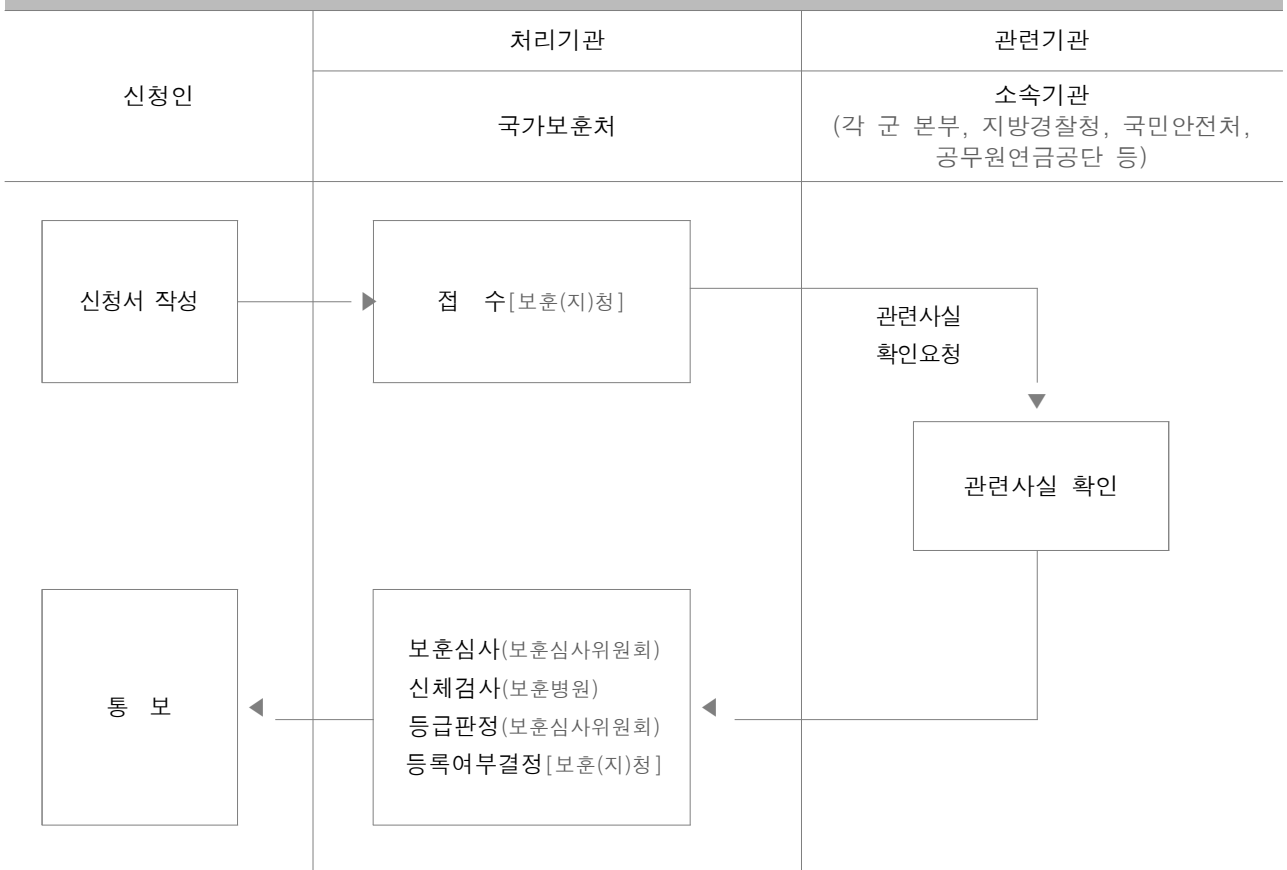 신청인
처리기관
관련기관
국가보훈처
소속기관
(각 군 본부, 지방경찰청, 국민안전처,
공무원연금공단 등)
신청서 작성
접 수[보훈(지)청]
관련사실
확인요청
관련사실 확인
보훈심사(보훈심사위원회)
신체검사(보훈병원)
등급판정(보훈심사위원회)
등록여부결정[보훈(지)청]
통 보